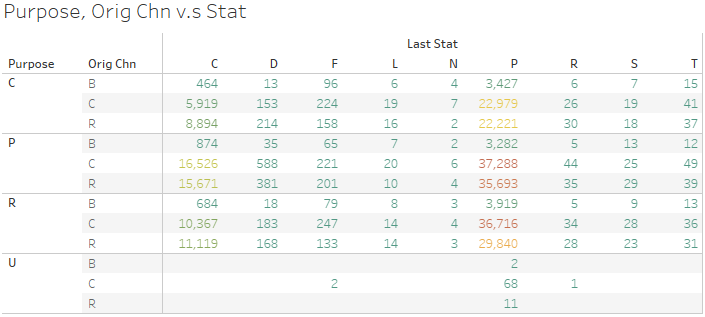 Purpose, Orig Chn v.s Stat
Last Stat
Purpose Orig Chn C D F L N P R S T
C B 464 13 96 6 4 3,427 6 7 15
C 5,919 153 224 19 7 22,979 26 19 41
R 8,894 214 158 16 2 22,221 30 18 37
P B 874 35 65 7 2 3,282 5 13 12
C 16,526 588 221 20 6 37,288 44 25 49
R 15,671 381 201 10 4 35,693 35 29 39
R B 684 18 79 8 3 3,919 5 9 13
C 10,367 183 247 14 4 36,716 34 28 36
R 11,119 168 133 14 3 29,840 28 23 31
U B 2
C 2 68 1
R 11